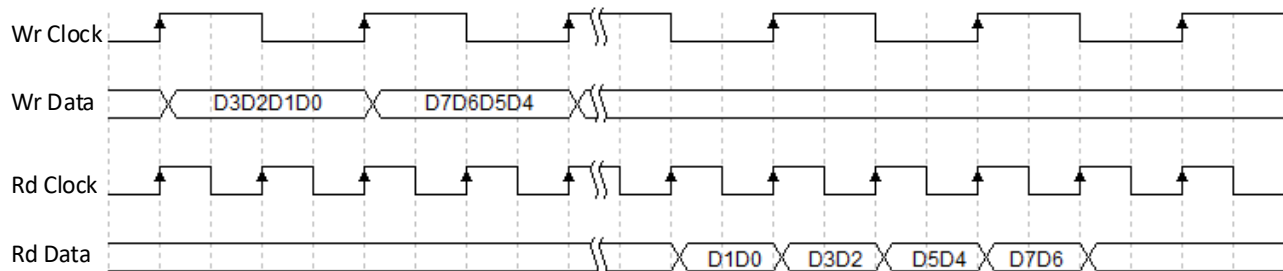 Wr Clock
Wr Data D3D2D1D0 D7D6D5D4
Rd Clock
Rd Data D1D0 D3D2 D5D4 D7D6